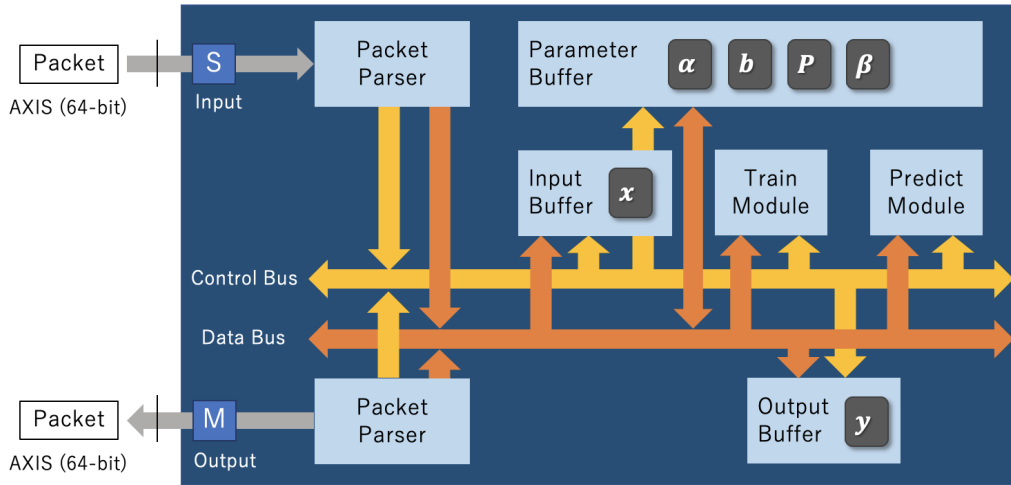 Packet
AXIS (64-bit)
S
Input
Packet
Parser
Parameter
Buffer
α
b
P
β
Input
Buffer
x
Train
Module
Predict
Module
Control Bus
Data Bus
Packet
AXIS (64-bit)
M
Output
Packet
Parser
Output
Buffer
y